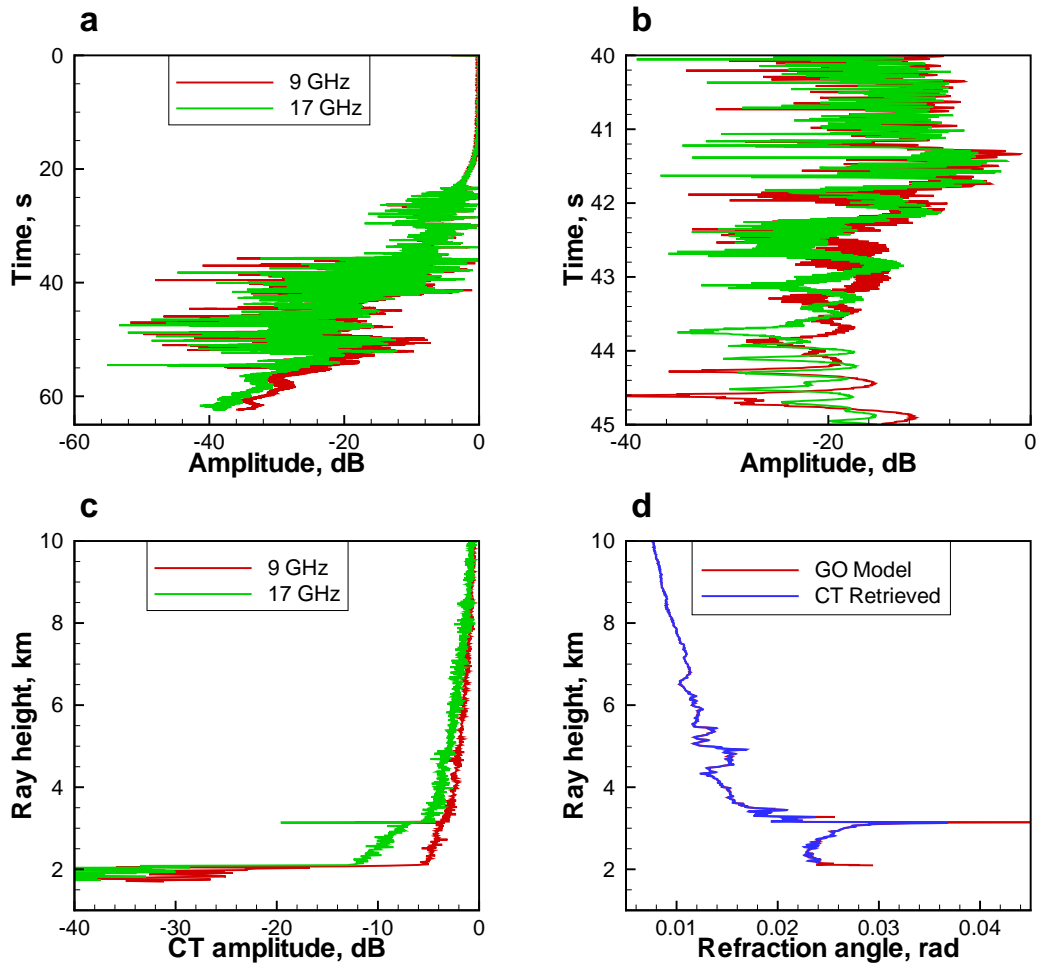 a
0
20
40
60
Time, s
9 GHz
17 GHz
-60
-40
-20
0
Amplitude, dB
b
40
41
42
43
44
45
Time, s
-40
-20
0
Amplitude, dB
c
10
8
6
4
2
Ray height, km
9 GHz
17 GHz
-40
-30
-20
-10
0
CT amplitude, dB
d
10
8
6
4
2
Ray height, km
GO Model
CT Retrieved
0.01
0.02
0.03
0.04
Refraction angle, rad